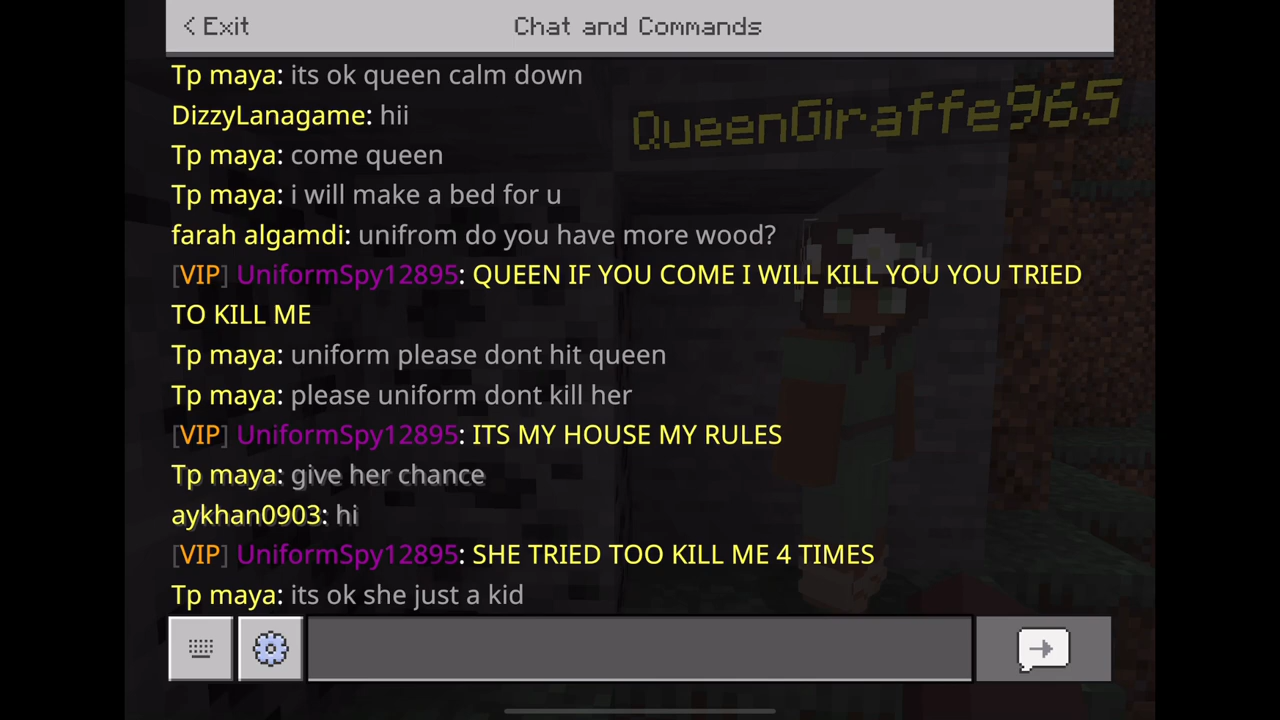 < Exit
Chat and Commands
Tp maya: its ok queen calm down
QueenGiraffe965
DizzyLanagame: hii
Tp maya: come queen
Tp maya: i will make a bed for u
farah algamdi: unifrom do you have more wood?
[VIP] UniformSpy12895: QUEEN IF YOU COME I WILL KILL YOU YOU TRIED
TO KILL ME
Tp maya: uniform please dont hit queen
Tp maya: please uniform dont kill her
[VIP] UniformSpy12895: ITS MY HOUSE MY RULES
Tp maya: give her chance
aykhan0903: hi
[VIP] UniformSpy12895: SHE TRIED TOO KILL ME 4 TIMES
Tp maya: its ok she just a kid